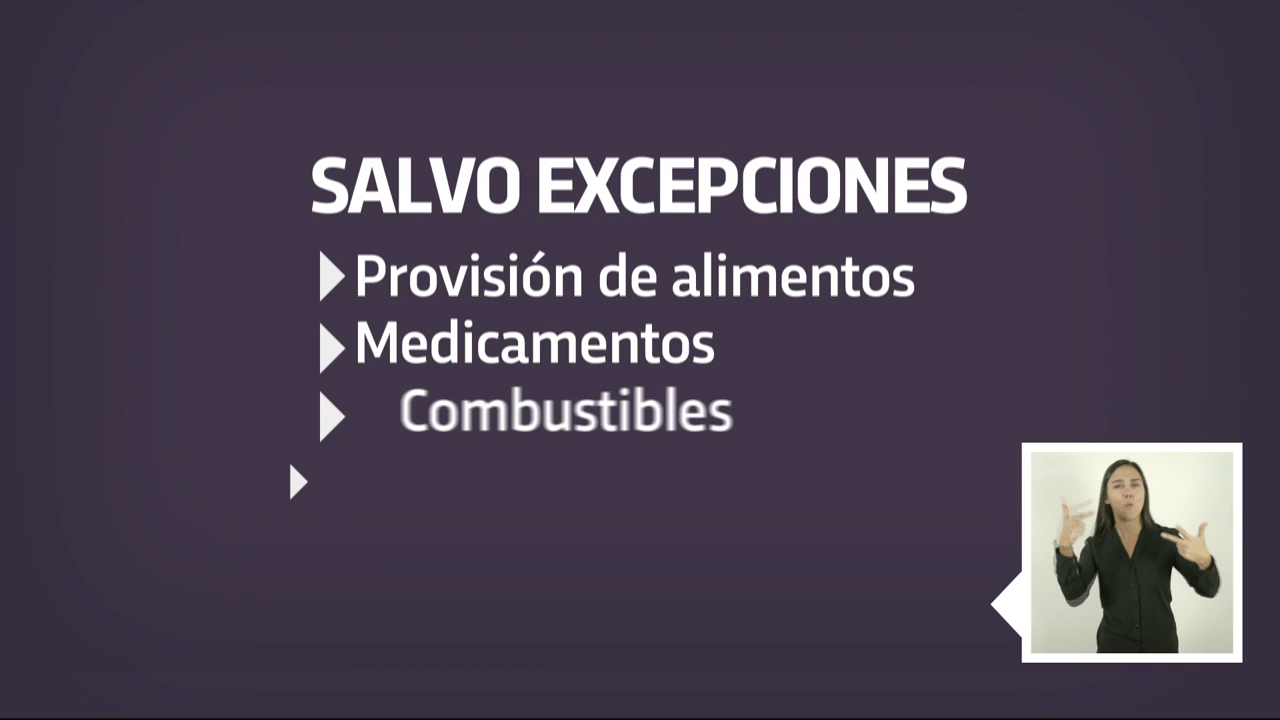 SALVO EXCEPCIONES
Provisión de alimentos
Medicamentos
Combustibles